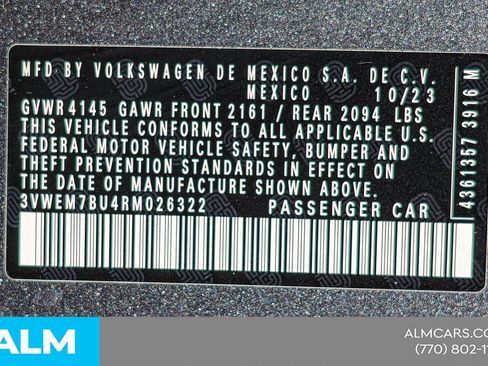 MFD BY VOLKSWAGEN DE MEXICO S.A. DE C.V.
MEXICO 10/23
GVWR 4145 GAWR FRONT 2161 / REAR 2094 LBS
THIS VEHICLE CONFORMS TO ALL APPLICABLE U.S.
FEDERAL MOTOR VEHICLE SAFETY, BUMPER AND
THEFT PREVENTION STANDARDS IN EFFECT ON
THE DATE OF MANUFACTURE SHOWN ABOVE.
3VWEM7BU4RM026322 PASSENGER CAR
4361367 3916 M
ALM
ALMCARS.CO
(770) 802-11